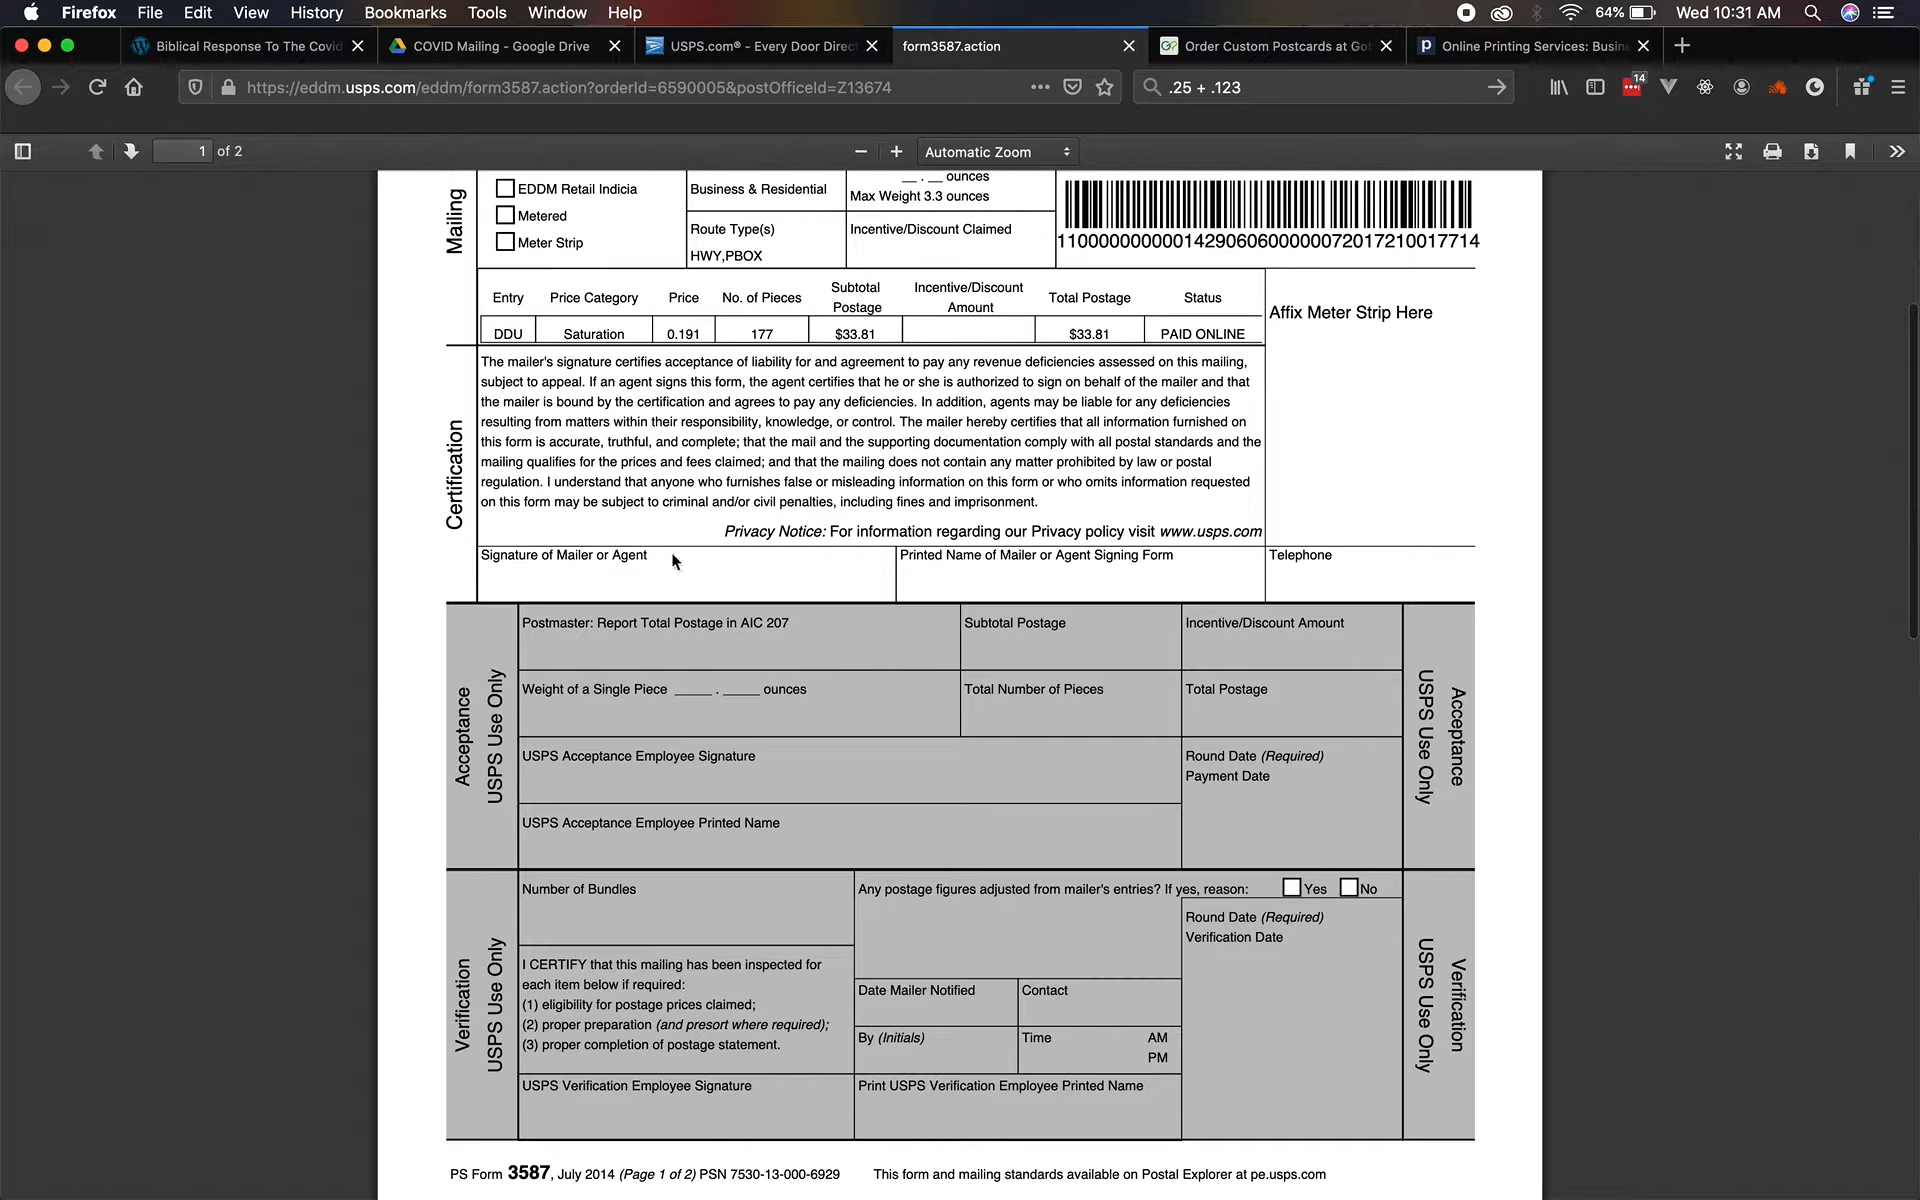 Firefox File Edit View History Bookmarks Tools Window Help 64% Wed 10:31 AM
Biblical Response To The Covid COVID Mailing - Google Drive USPS.com® - Every Door Direc form3587.action Order Custom Postcards at Got Online Printing Services: Busin
https://eddm.usps.com/eddm/form3587.action?orderId=6590005&postOfficeId=Z13674 .25 + .123 14
1 of 2 Automatic Zoom
Mailing
EDDM Retail Indicia
Metered
Meter Strip
Business & Residential
Route Type(s)
HWY,PBOX
__ . __ ounces
Max Weight 3.3 ounces
Incentive/Discount Claimed
Entry Price Category Price No. of Pieces Subtotal Postage Incentive/Discount Amount Total Postage Status
DDU Saturation 0.191 177 $33.81 $33.81 PAID ONLINE
Affix Meter Strip Here
Certification
The mailer's signature certifies acceptance of liability for and agreement to pay any revenue deficiencies assessed on this mailing,
subject to appeal. If an agent signs this form, the agent certifies that he or she is authorized to sign on behalf of the mailer and that
the mailer is bound by the certification and agrees to pay any deficiencies. In addition, agents may be liable for any deficiencies
resulting from matters within their responsibility, knowledge, or control. The mailer hereby certifies that all information furnished on
this form is accurate, truthful, and complete; that the mail and the supporting documentation comply with all postal standards and the
mailing qualifies for the prices and fees claimed; and that the mailing does not contain any matter prohibited by law or postal
regulation. I understand that anyone who furnishes false or misleading information on this form or who omits information requested
on this form may be subject to criminal and/or civil penalties, including fines and imprisonment.
Privacy Notice: For information regarding our Privacy policy visit www.usps.com
Signature of Mailer or Agent Printed Name of Mailer or Agent Signing Form Telephone
Acceptance
USPS Use Only
Postmaster: Report Total Postage in AIC 207 Subtotal Postage Incentive/Discount Amount
Weight of a Single Piece _____ . _____ ounces Total Number of Pieces Total Postage
USPS Acceptance Employee Signature
Round Date (Required)
Payment Date
USPS Acceptance Employee Printed Name
Acceptance
USPS Use Only
Verification
USPS Use Only
Number of Bundles
Any postage figures adjusted from mailer's entries? If yes, reason: Yes No
Round Date (Required)
Verification Date
I CERTIFY that this mailing has been inspected for
each item below if required:
(1) eligibility for postage prices claimed;
(2) proper preparation (and presort where required);
(3) proper completion of postage statement.
Date Mailer Notified Contact
By (Initials) Time AM
PM
USPS Verification Employee Signature Print USPS Verification Employee Printed Name
Verification
USPS Use Only
PS Form 3587, July 2014 (Page 1 of 2) PSN 7530-13-000-6929 This form and mailing standards available on Postal Explorer at pe.usps.com